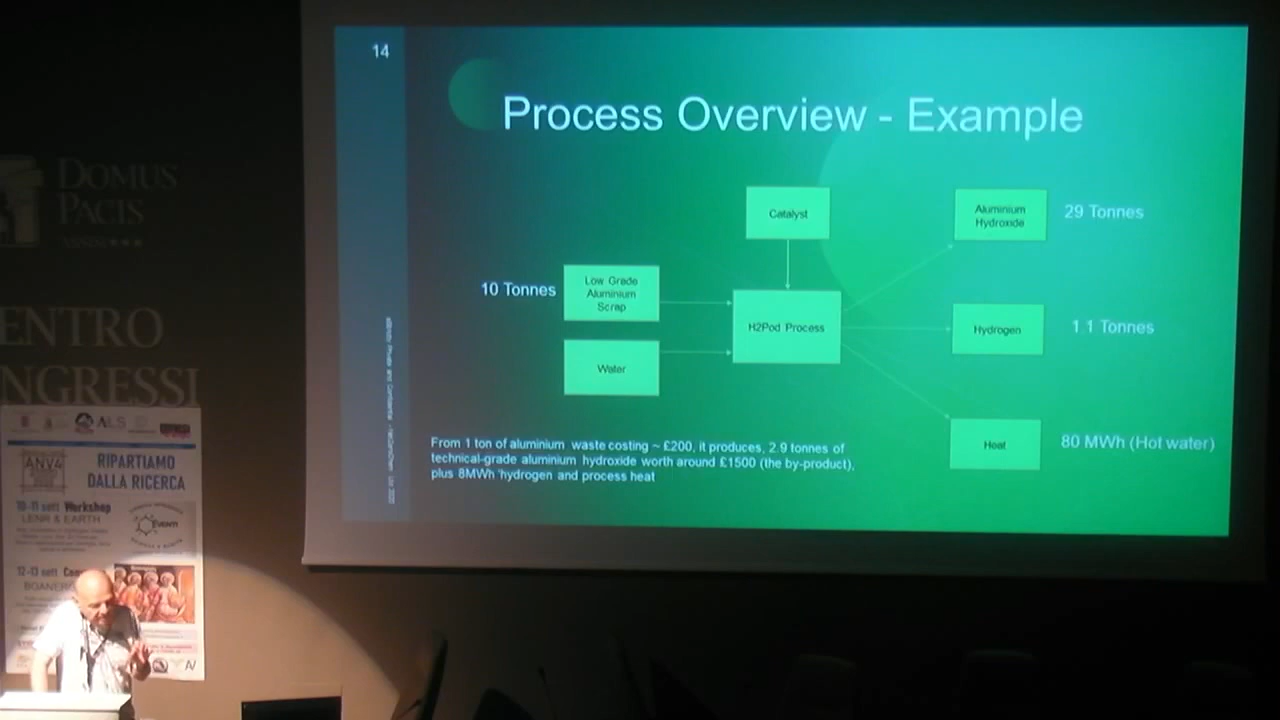 14
Process Overview - Example
Catalyst
Aluminium
Hydroxide
29 Tonnes
10 Tonnes
Low Grade
Aluminium
Scrap
H2Pod Process
Hydrogen
1.1 Tonnes
Water
Heat
80 MWh (Hot water)
From 1 ton of aluminium waste costing ~ £200, it produces, 2.9 tonnes of
technical-grade aluminium hydroxide worth around £1500 (the by-product),
plus 8MWh hydrogen and process heat
DOMUS
PACIS
ASSISI
ENTRO
NGRESSI
ALS
RIPARTIAMO
DALLA RICERCA
10-11 sett Workshop
LENR & EARTH
EVENTI
12-13 sett